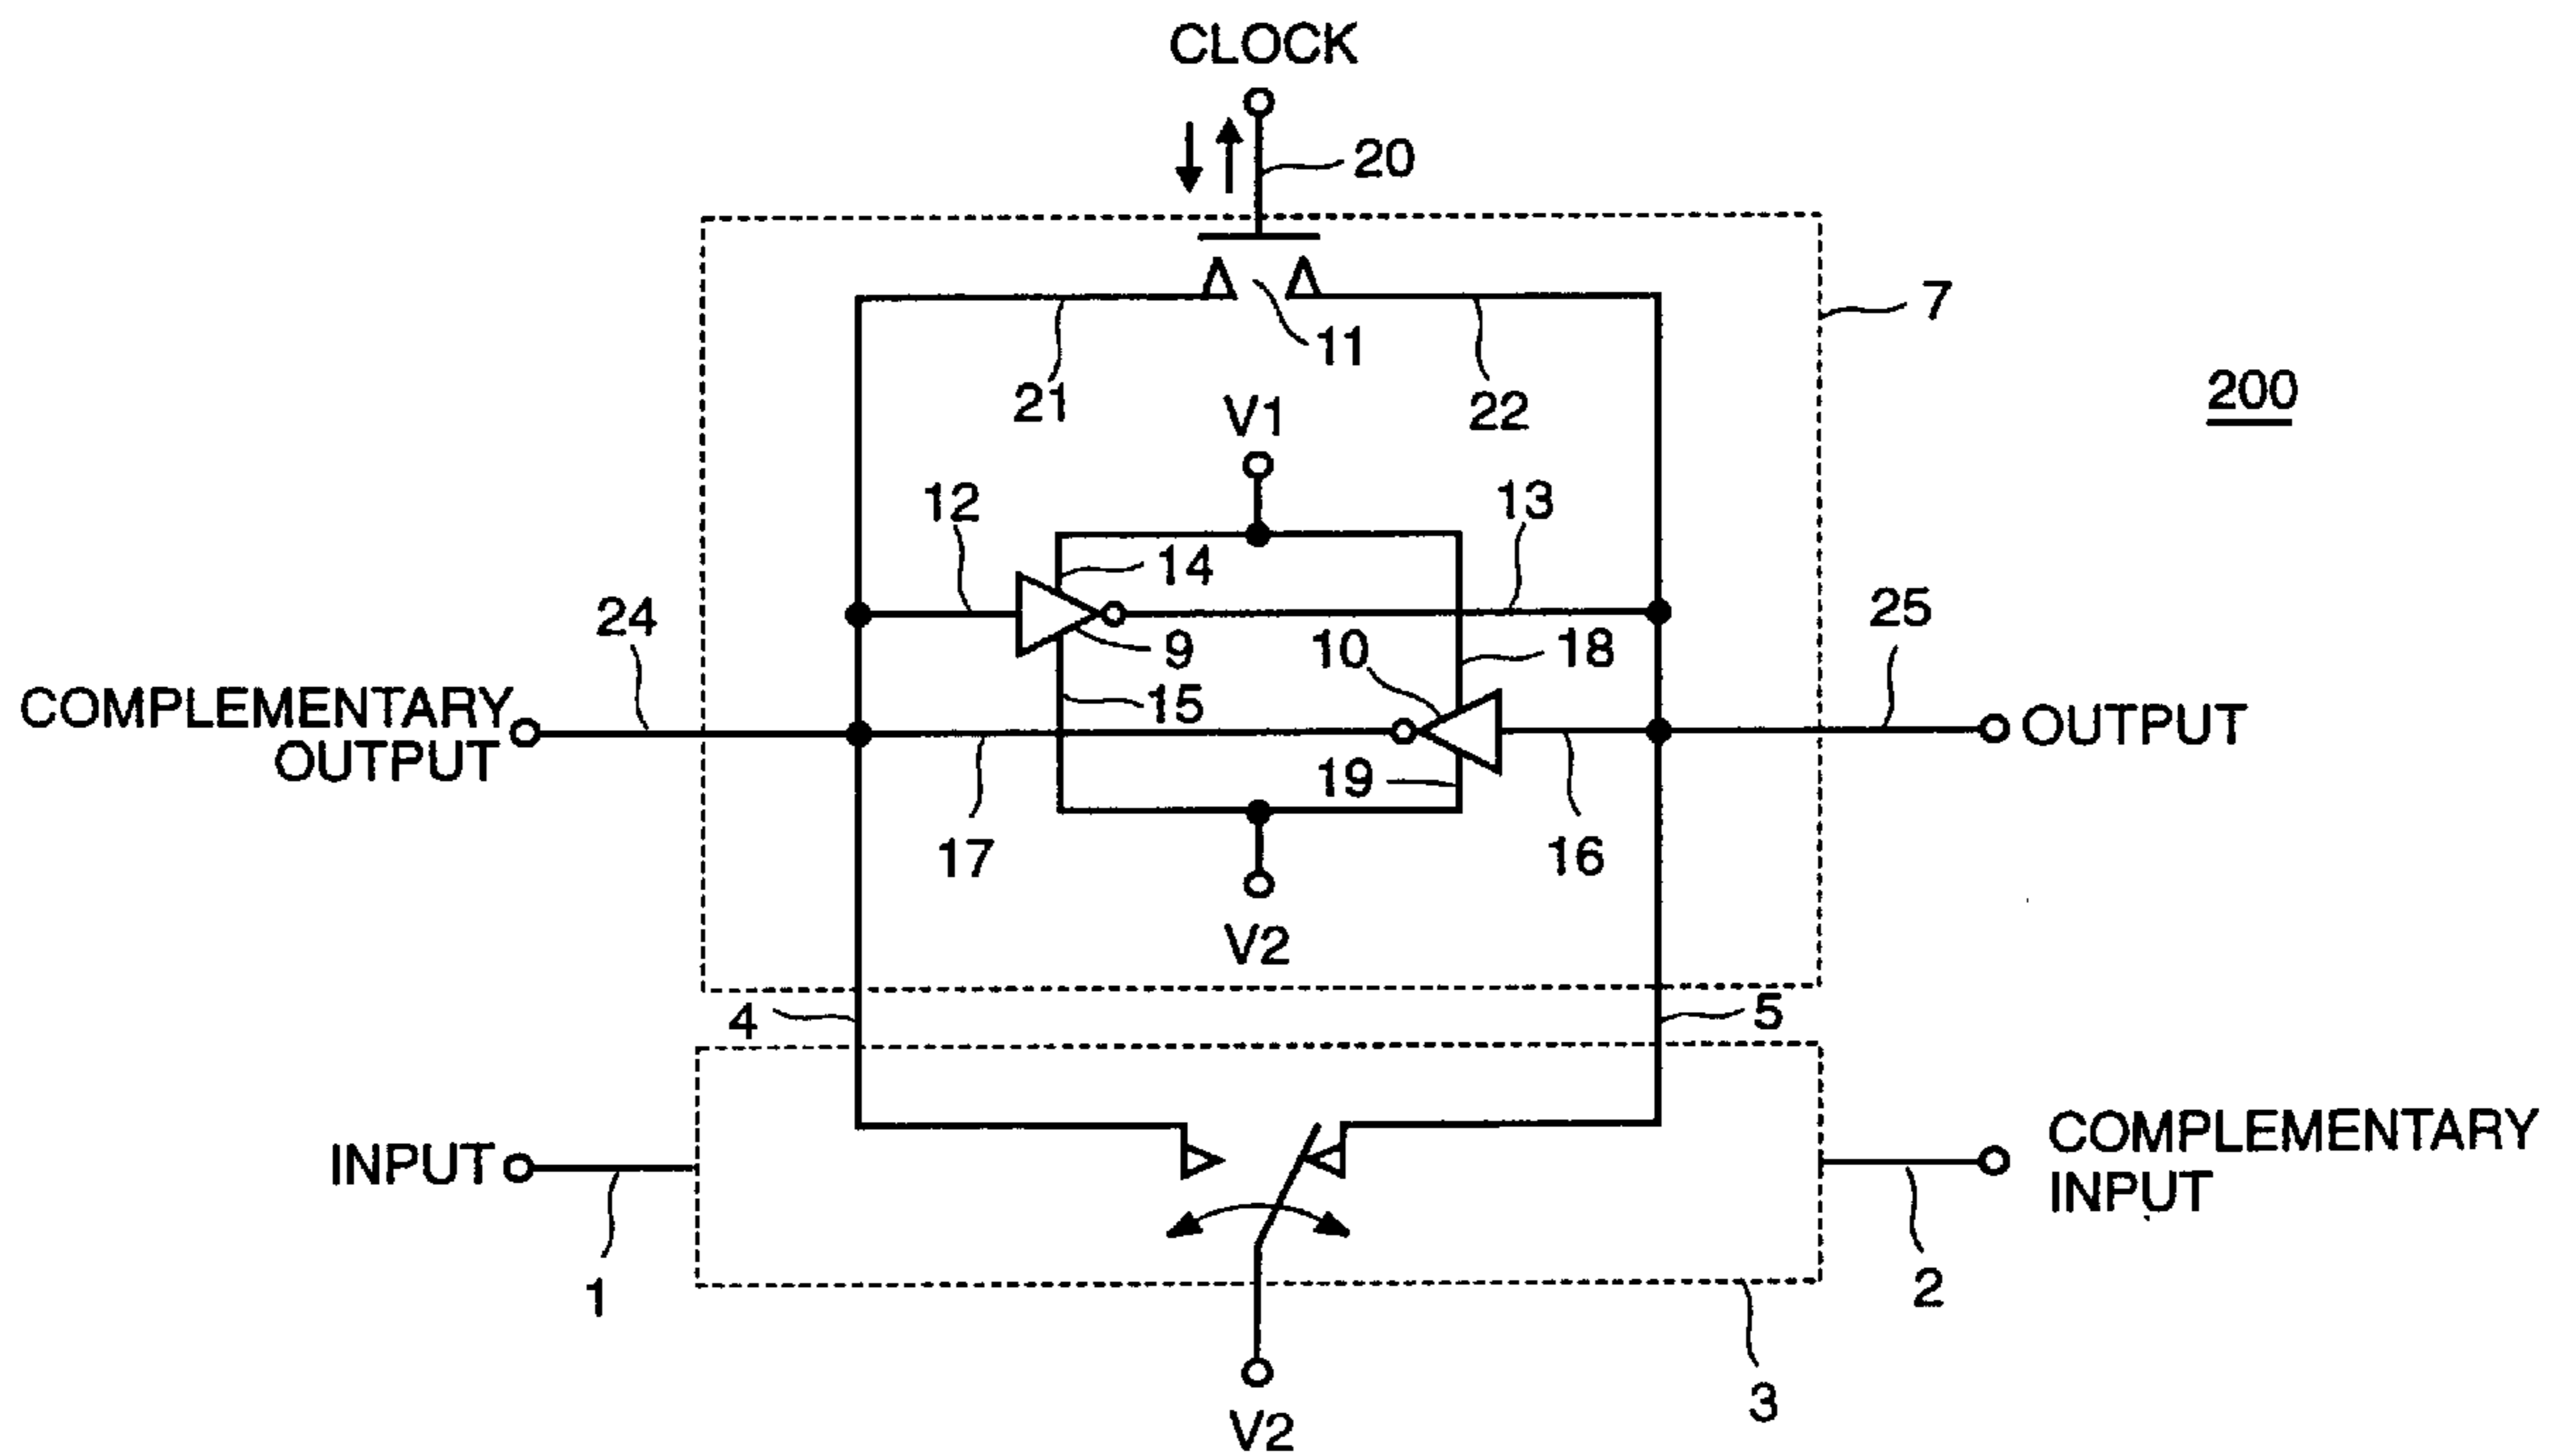 CLOCK
20
7
11
21
22
200
V1
12
13
14
24
25
9
10
18
COMPLEMENTARY
OUTPUT
15
OUTPUT
19
17
16
V2
4
5
INPUT
COMPLEMENTARY
INPUT
1
2
3
V2